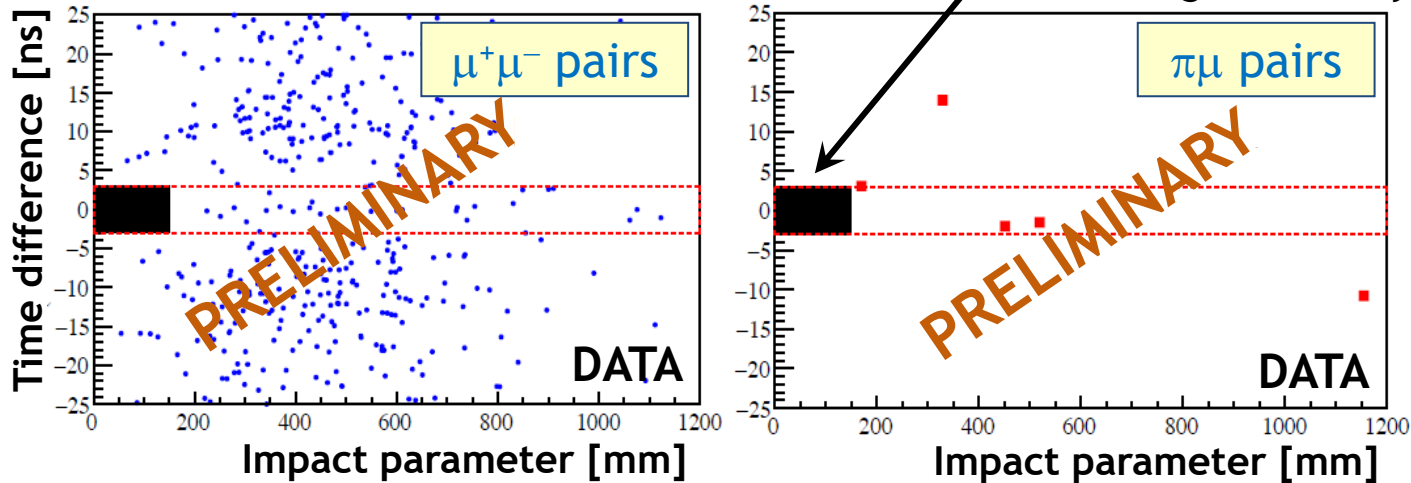 Time difference [ns]
25
20
15
10
5
0
−5
−10
−15
−20
−25
μ⁺μ⁻ pairs
PRELIMINARY
DATA
0 200 400 600 800 1000 1200
Impact parameter [mm]
25
20
15
10
5
0
−5
−10
−15
−20
−25
πμ pairs
PRELIMINARY
DATA
0 200 400 600 800 1000 1200
Impact parameter [mm]